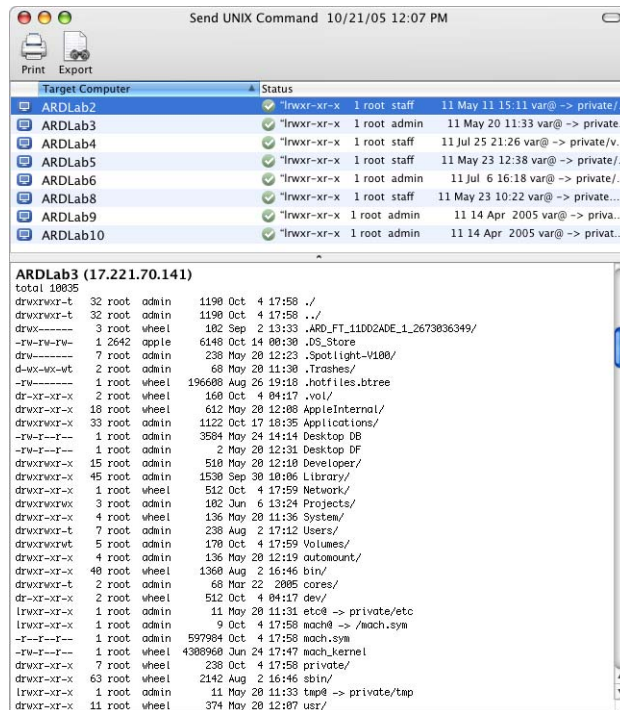 Send UNIX Command 10/21/05 12:07 PM
Print Export
Target Computer Status
ARDLab2 "lrwxr-xr-x 1 root staff 11 May 11 15:11 var@ -> private/.
ARDLab3 "lrwxr-xr-x 1 root admin 11 May 20 11:33 var@ -> private
ARDLab4 "lrwxr-xr-x 1 root staff 11 Jul 25 21:26 var@ -> private/v.
ARDLab5 "lrwxr-xr-x 1 root staff 11 May 23 12:38 var@ -> private/.
ARDLab6 "lrwxr-xr-x 1 root admin 11 Jul 6 16:18 var@ -> private/.
ARDLab8 "lrwxr-xr-x 1 root staff 11 May 23 10:22 var@ -> private...
ARDLab9 "lrwxr-xr-x 1 root admin 11 14 Apr 2005 var@ -> priva...
ARDLab10 "lrwxr-xr-x 1 root admin 11 14 Apr 2005 var@ -> privat...
ARDLab3 (17.221.70.141)
total 10035
drwxrwxr-t 32 root admin 1190 Oct 4 17:58 ./
drwxrwxr-t 32 root admin 1190 Oct 4 17:58 ../
drwx------ 3 root wheel 102 Sep 2 13:33 .ARD_FT_11DD2ADE_1_2673036349/
-rw-rw-rw- 1 2642 apple 6148 Oct 14 00:30 .DS_Store
drw------- 7 root admin 238 May 20 12:23 .Spotlight-V100/
d-wx-wx-wt 2 root admin 68 May 20 11:30 .Trashes/
-rw------- 1 root wheel 196608 Aug 26 19:18 .hotfiles.btree
dr-xr-xr-x 2 root wheel 160 Oct 4 04:17 .vol/
drwxrwxr-x 18 root wheel 612 May 20 12:08 AppleInternal/
drwxrwxr-x 33 root admin 1122 Oct 17 18:35 Applications/
-rw-r--r-- 1 root admin 3584 May 24 14:14 Desktop DB
-rw-r--r-- 1 root admin 2 May 20 12:31 Desktop DF
drwxrwxr-x 15 root admin 510 May 20 12:10 Developer/
drwxrwxr-x 45 root admin 1530 Sep 30 10:06 Library/
drwxr-xr-x 1 root wheel 512 Oct 4 17:59 Network/
drwxrwxrwx 3 root admin 102 Jun 6 13:24 Projects/
drwxr-xr-x 4 root wheel 136 May 20 11:36 System/
drwxrwxr-t 7 root admin 238 Aug 2 17:12 Users/
drwxrwxrwt 5 root admin 170 Oct 4 17:59 Volumes/
drwxr-xr-x 4 root admin 136 May 20 12:19 automount/
drwxr-xr-x 40 root wheel 1360 Aug 2 16:46 bin/
drwxrwxr-t 2 root admin 68 Mar 22 2005 cores/
dr-xr-xr-x 2 root wheel 512 Oct 4 04:17 dev/
lrwxr-xr-x 1 root admin 11 May 20 11:31 etc@ -> private/etc
lrwxr-xr-x 1 root admin 9 Oct 4 17:58 mach@ -> /mach.sym
-r--r--r-- 1 root admin 597984 Oct 4 17:58 mach.sym
-rw-r--r-- 1 root wheel 4308960 Jun 24 17:47 mach_kernel
drwxr-xr-x 7 root wheel 238 Oct 4 17:58 private/
drwxr-xr-x 63 root wheel 2142 Aug 2 16:46 sbin/
lrwxr-xr-x 1 root admin 11 May 20 11:33 tmp@ -> private/tmp
drwxr-xr-x 11 root wheel 374 May 20 12:07 usr/